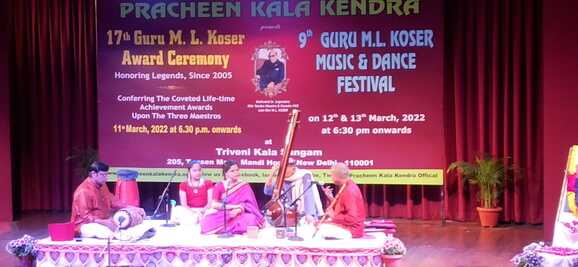 PRACHEEN KALA KENDRA
presents
17th Guru M. L. Koser
Award Ceremony
Honoring Legends, Since 2005
Conferring The Coveted Life-time
Achievement Awards
Upon The Three Maestros
11th March, 2022 at 6.30 p.m. onwards
9th GURU M.L. KOSER
MUSIC & DANCE
FESTIVAL
on 12th & 13th March, 2022
at 6:30 pm onwards
at
Triveni Kala Sangam
205, Tansen Marg, Mandi House, New Delhi-110001
Pracheen Kala Kendra Offical